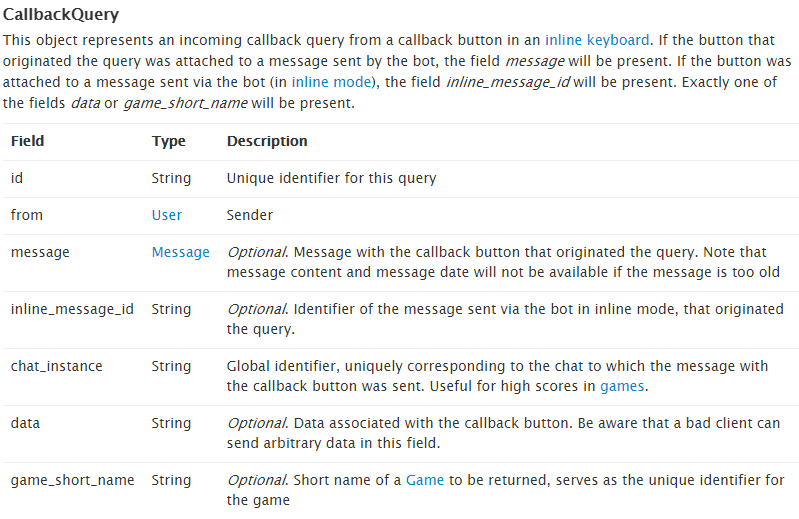 CallbackQuery
This object represents an incoming callback query from a callback button in an inline keyboard. If the button that
originated the query was attached to a message sent by the bot, the field message will be present. If the button was
attached to a message sent via the bot (in inline mode), the field inline_message_id will be present. Exactly one of
the fields data or game_short_name will be present.
Field Type Description
id String Unique identifier for this query
from User Sender
message Message Optional. Message with the callback button that originated the query. Note that
message content and message date will not be available if the message is too old
inline_message_id String Optional. Identifier of the message sent via the bot in inline mode, that originated
the query.
chat_instance String Global identifier, uniquely corresponding to the chat to which the message with
the callback button was sent. Useful for high scores in games.
data String Optional. Data associated with the callback button. Be aware that a bad client can
send arbitrary data in this field.
game_short_name String Optional. Short name of a Game to be returned, serves as the unique identifier for
the game